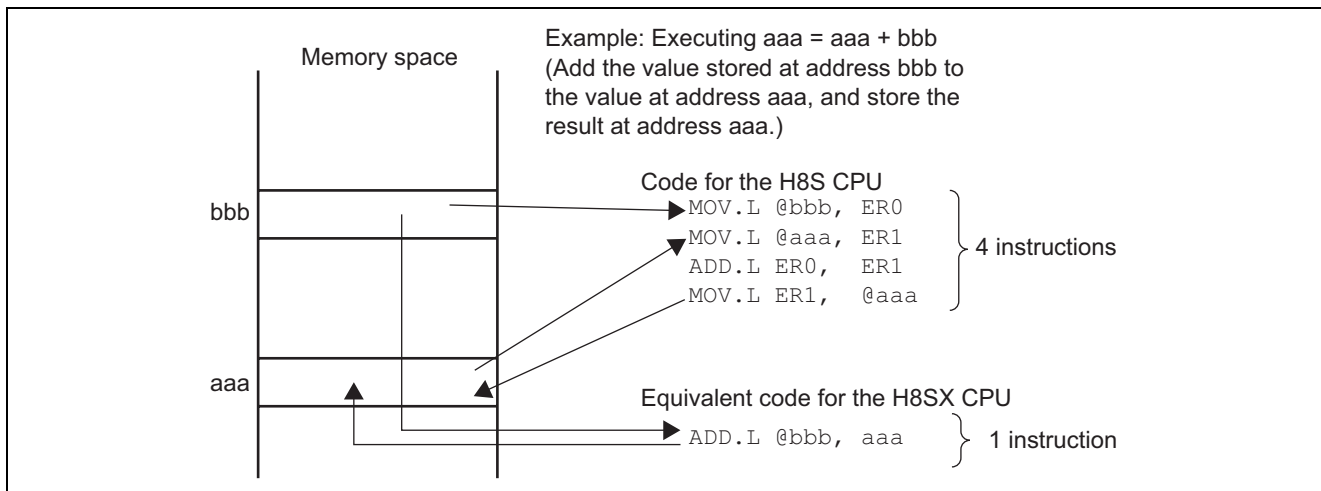 Memory space
Example: Executing aaa = aaa + bbb
(Add the value stored at address bbb to
the value at address aaa, and store the
result at address aaa.)
bbb
aaa
Code for the H8S CPU
MOV.L @bbb, ER0
MOV.L @aaa, ER1
ADD.L ER0, ER1
MOV.L ER1, @aaa
4 instructions
Equivalent code for the H8SX CPU
ADD.L @bbb, aaa
1 instruction